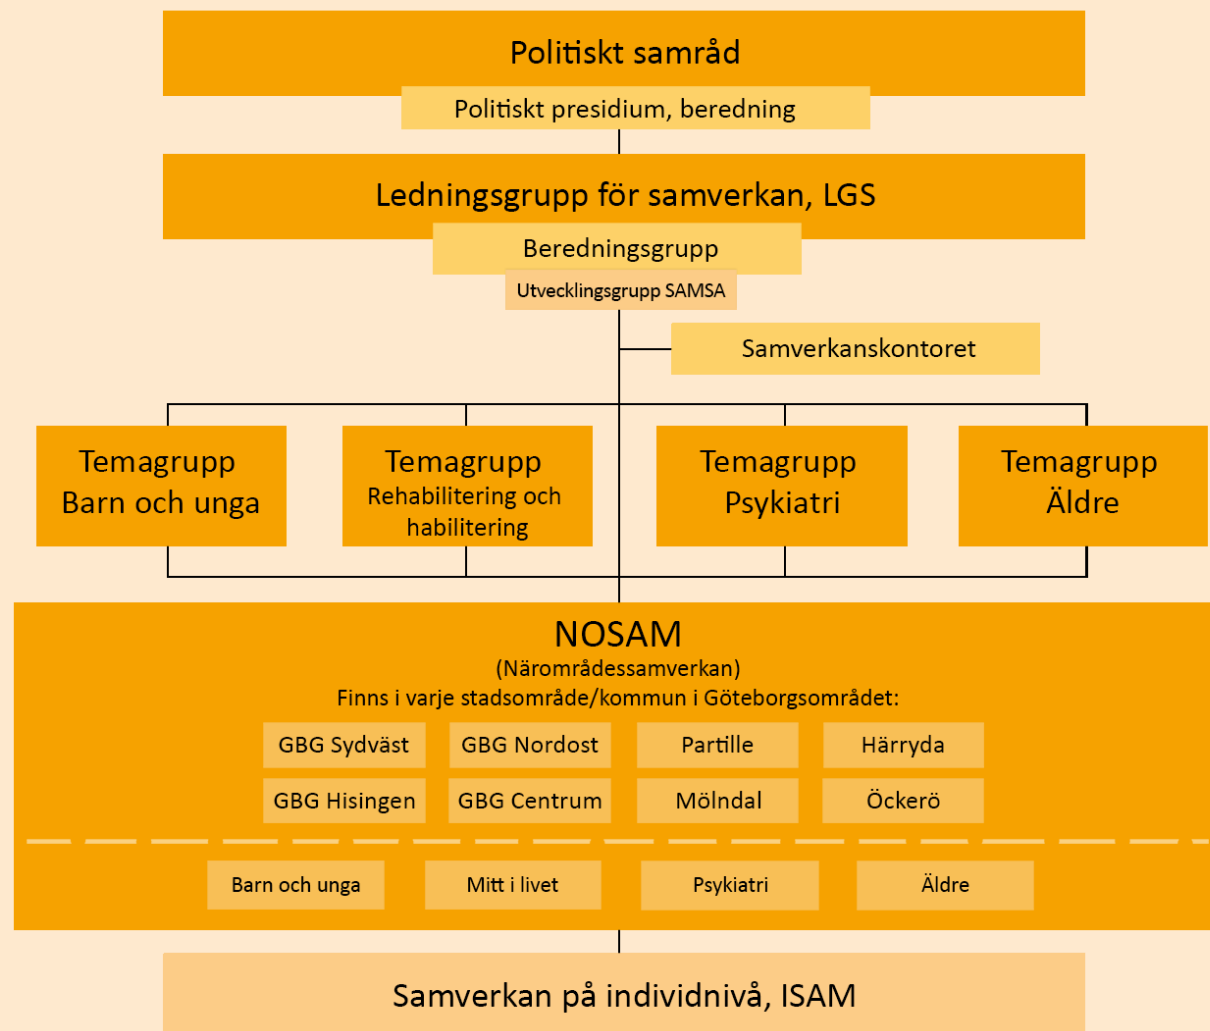 Politiskt samråd
Politiskt presidium, beredning
Ledningsgrupp för samverkan, LGS
Beredningsgrupp
Utvecklingsgrupp SAMSA
Samverkanskontoret
Temagrupp
Barn och unga
Temagrupp
Rehabilitering och
habilitering
Temagrupp
Psykiatri
Temagrupp
Äldre
NOSAM
(Närområdessamverkan)
Finns i varje stadsområde/kommun i Göteborgsområdet:
GBG Sydväst
GBG Nordost
Partille
Härryda
GBG Hisingen
GBG Centrum
Mölndal
Öckerö
Barn och unga
Mitt i livet
Psykiatri
Äldre
Samverkan på individnivå, ISAM